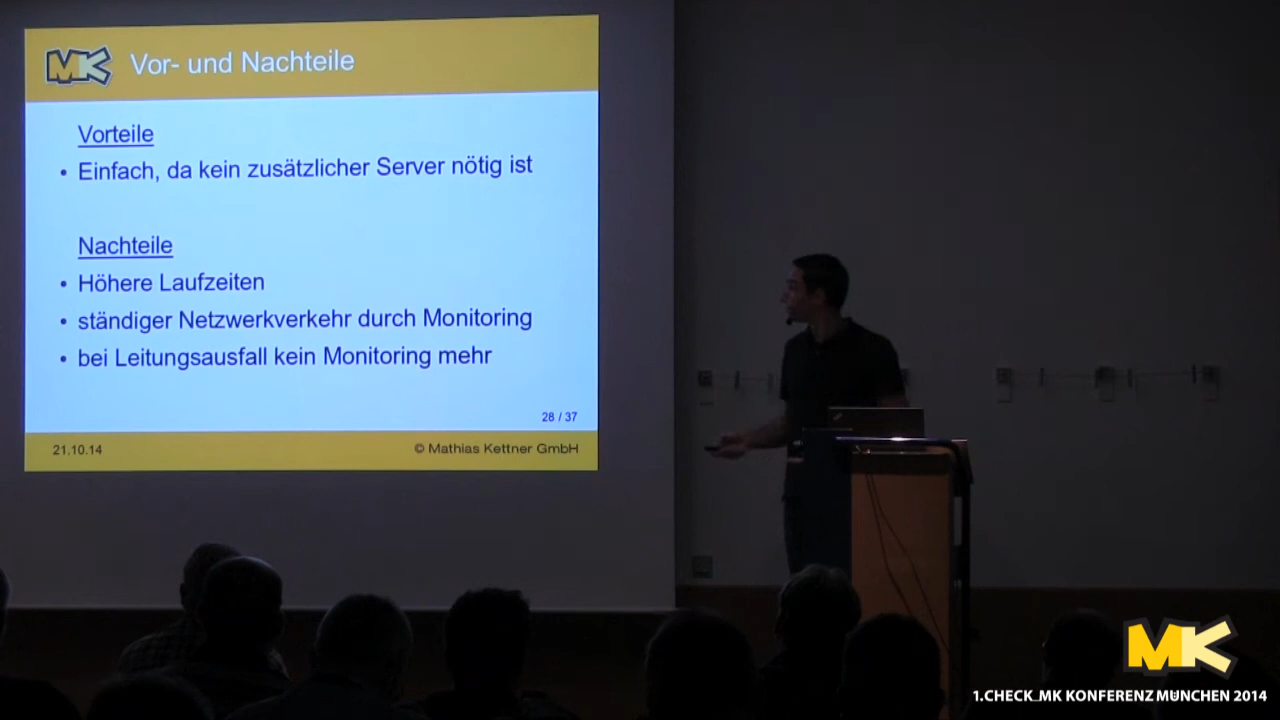 MK Vor- und Nachteile
Vorteile
• Einfach, da kein zusätzlicher Server nötig ist
Nachteile
• Höhere Laufzeiten
• ständiger Netzwerkverkehr durch Monitoring
• bei Leitungsausfall kein Monitoring mehr
28 / 37
21.10.14 © Mathias Kettner GmbH
MK
1.CHECK_MK KONFERENZ MÜNCHEN 2014